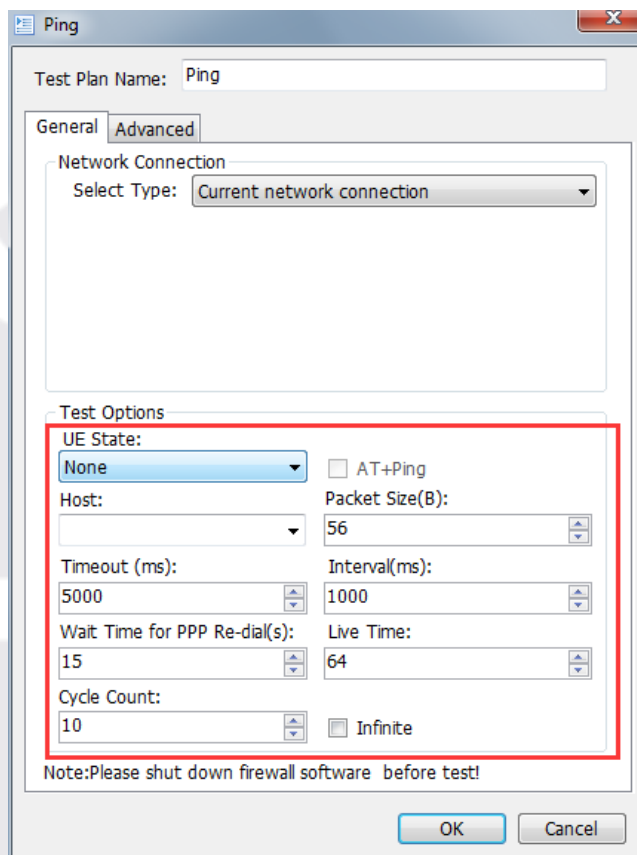 Ping
Test Plan Name: Ping
General Advanced
Network Connection
Select Type: Current network connection
Test Options
UE State:
None AT+Ping
Host: Packet Size(B):
56
Timeout (ms): Interval(ms):
5000 1000
Wait Time for PPP Re-dial(s): Live Time:
15 64
Cycle Count:
10 Infinite
Note:Please shut down firewall software before test!
OK Cancel